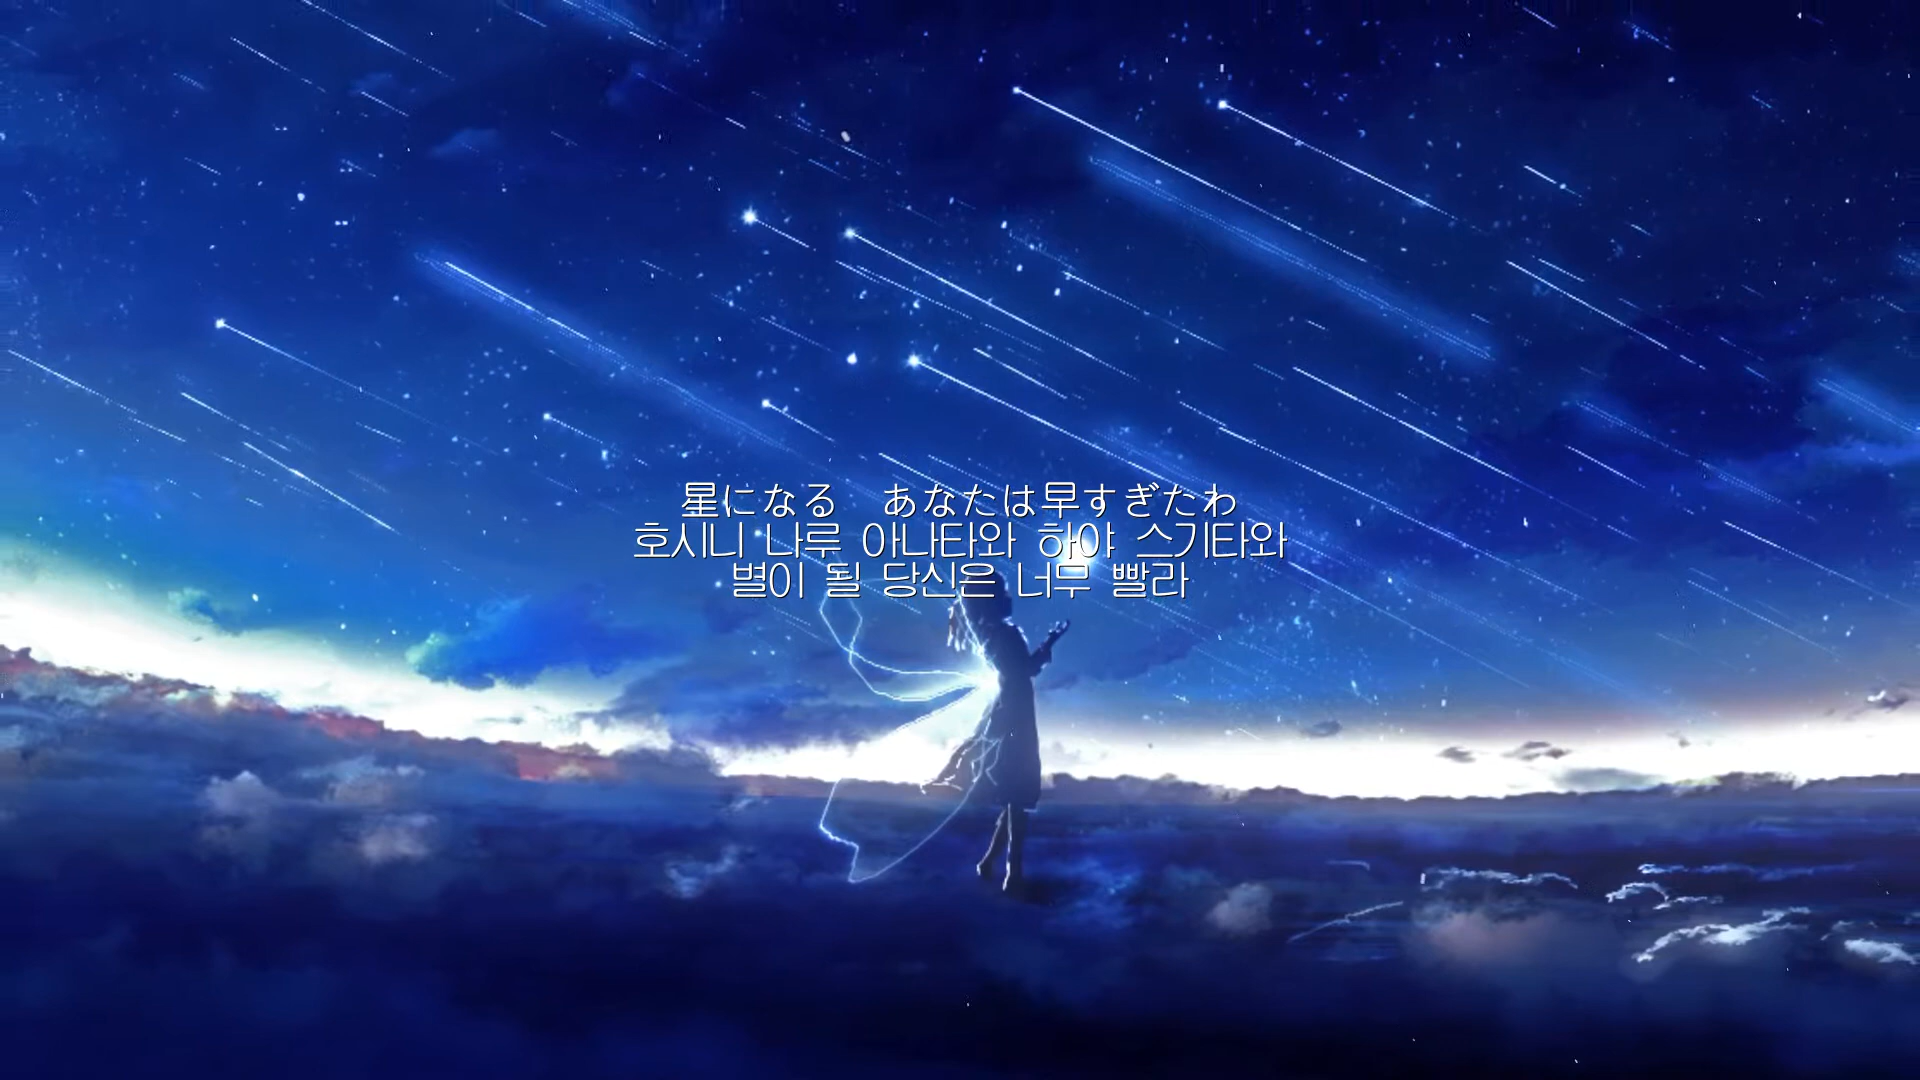 星になる　あなたは早すぎたわ
호시니 나루 아나타와 하야 스기타와
별이 될 당신은 너무 빨라